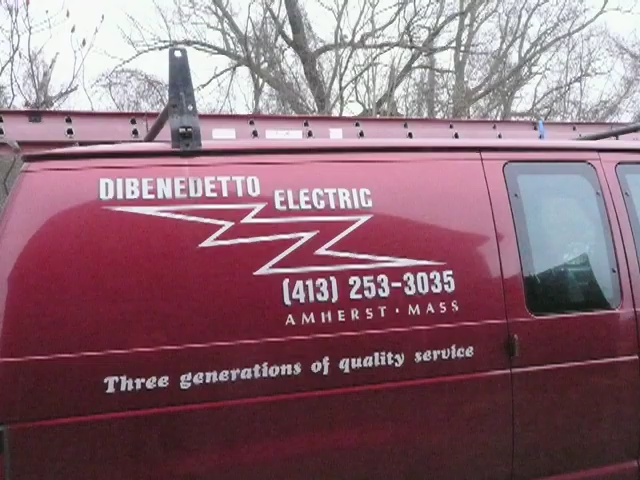 DIBENEDETTO ELECTRIC
(413) 253-3035
AMHERST · MASS
Three generations of quality service